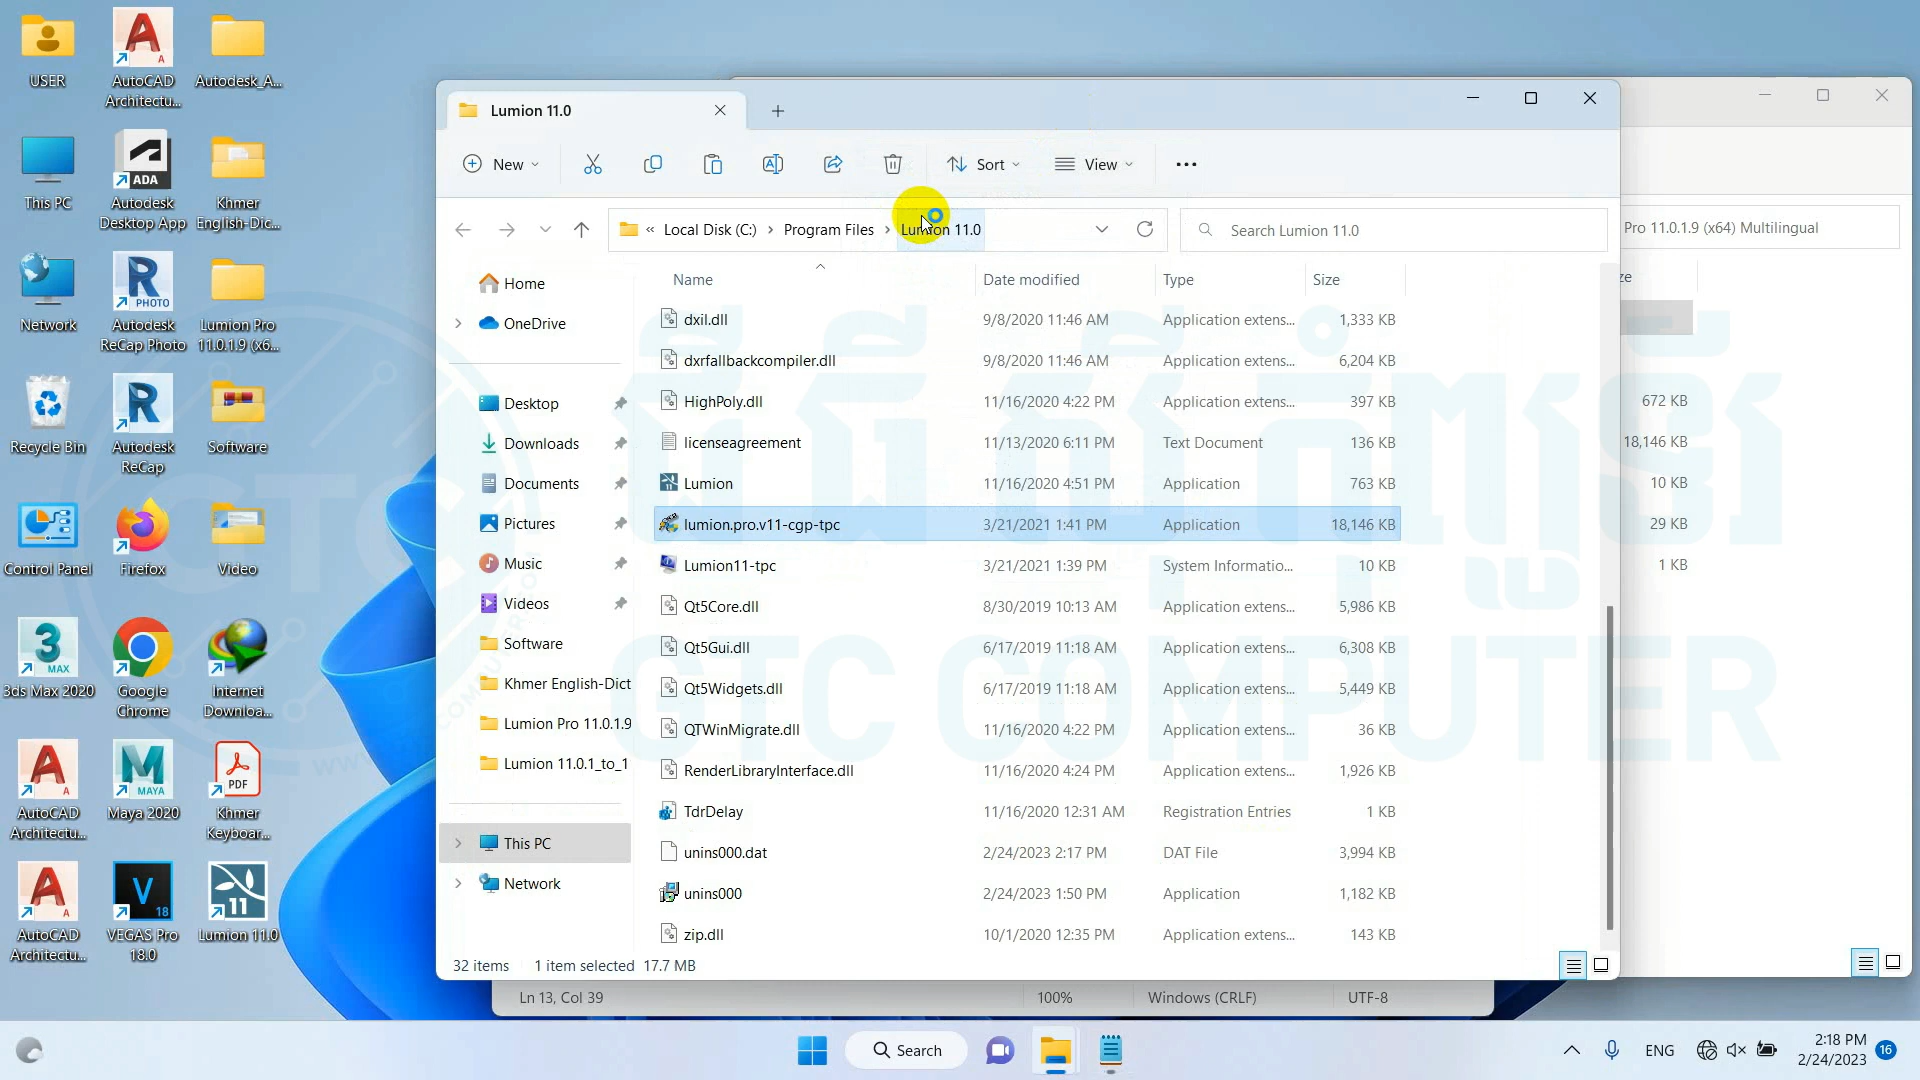 USER
AutoCAD
Architectu...
Autodesk_A...
This PC
Autodesk
Desktop App
Khmer
English-Dic...
Network
Autodesk
ReCap Photo
Lumion Pro
11.0.1.9 (x6...
Recycle Bin
Autodesk
ReCap
Software
Control Panel
Firefox
Video
3ds Max 2020
Google
Chrome
Internet
Downloa...
AutoCAD
Architectu...
Maya 2020
Khmer
Keyboar...
AutoCAD
Architectu...
VEGAS Pro
18.0
Lumion 11.0
Lumion 11.0
New
Sort
View
« Local Disk (C:) > Program Files > Lumion 11.0
Search Lumion 11.0
Pro 11.0.1.9 (x64) Multilingual
Home
OneDrive
Desktop
Downloads
Documents
Pictures
Music
Videos
Software
Khmer English-Dict
Lumion Pro 11.0.1.9
Lumion 11.0.1_to_1
This PC
Network
Name Date modified Type Size
dxil.dll 9/8/2020 11:46 AM Application extens... 1,333 KB
dxrfallbackcompiler.dll 9/8/2020 11:46 AM Application extens... 6,204 KB
HighPoly.dll 11/16/2020 4:22 PM Application extens... 397 KB
licenseagreement 11/13/2020 6:11 PM Text Document 136 KB
Lumion 11/16/2020 4:51 PM Application 763 KB
lumion.pro.v11-cgp-tpc 3/21/2021 1:41 PM Application 18,146 KB
Lumion11-tpc 3/21/2021 1:39 PM System Informatio... 10 KB
Qt5Core.dll 8/30/2019 10:13 AM Application extens... 5,986 KB
Qt5Gui.dll 6/17/2019 11:18 AM Application extens... 6,308 KB
Qt5Widgets.dll 6/17/2019 11:18 AM Application extens... 5,449 KB
QTWinMigrate.dll 11/16/2020 4:22 PM Application extens... 36 KB
RenderLibraryInterface.dll 11/16/2020 4:24 PM Application extens... 1,926 KB
TdrDelay 11/16/2020 12:31 AM Registration Entries 1 KB
unins000.dat 2/24/2023 2:17 PM DAT File 3,994 KB
unins000 2/24/2023 1:50 PM Application 1,182 KB
zip.dll 10/1/2020 12:35 PM Application extens... 143 KB
32 items 1 item selected 17.7 MB
ze
672 KB
18,146 KB
10 KB
29 KB
1 KB
GTC COMPUTER
Ln 13, Col 39 100% Windows (CRLF) UTF-8
Search
ENG
2:18 PM
2/24/2023
16